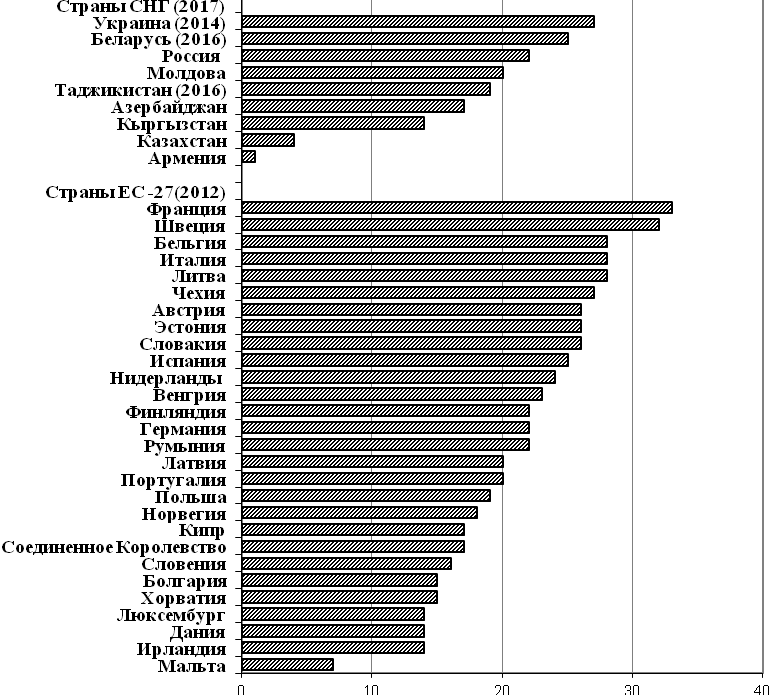 Страны СНГ (2017)
Украина (2014)
Беларусь (2016)
Россия
Молдова
Таджикистан (2016)
Азербайджан
Кыргызстан
Казахстан
Армения
Страны ЕС -27(2012)
Франция
Швеция
Бельгия
Италия
Литва
Чехия
Австрия
Эстония
Словакия
Испания
Нидерланды
Венгрия
Финляндия
Германия
Румыния
Латвия
Португалия
Польша
Норвегия
Кипр
Соединенное Королевство
Словения
Болгария
Хорватия
Люксембург
Дания
Ирландия
Мальта
0 10 20 30 40